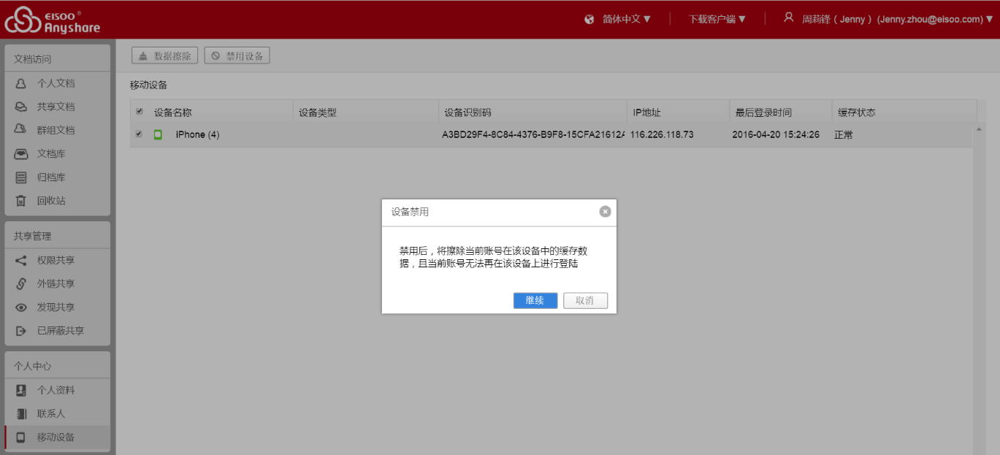 EISOO®
Anyshare
简体中文▼
下载客户端▼
周莉锋 ( Jenny ) (Jenny.zhou@eisoo.com)▼
文档访问
个人文档
共享文档
群组文档
文档库
归档库
回收站
共享管理
权限共享
外链共享
发现共享
已屏蔽共享
个人中心
个人资料
联系人
移动设备
数据擦除 禁用设备
移动设备
设备名称 设备类型 设备识别码 IP地址 最后登录时间 缓存状态
iPhone (4) A3BD29F4-8C84-4376-B9F8-15CFA21612A 116.226.118.73 2016-04-20 15:24:26 正常
设备禁用
禁用后，将擦除当前账号在该设备中的缓存数
据，且当前账号无法再在该设备上进行登陆
继续 取消